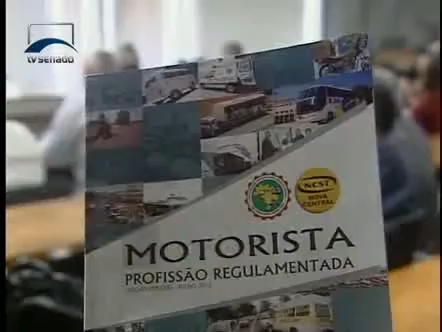 tv senado
NCST
NOVA
CENTRAL
MOTORISTA
PROFISSÃO REGULAMENTADA